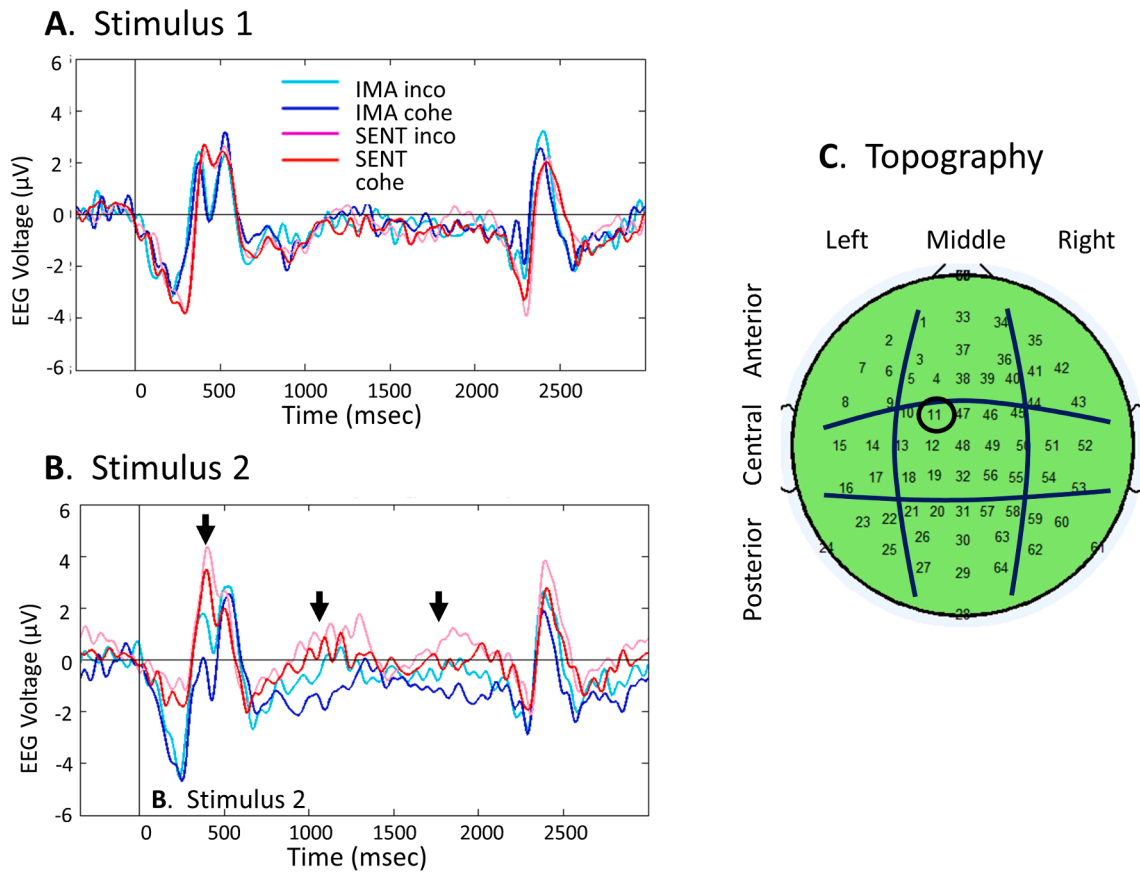 A. Stimulus 1
6
4
2
0
-2
-4
-6
EEG Voltage (µV)
IMA inco
IMA cohe
SENT inco
SENT
cohe
0 500 1000 1500 2000 2500
Time (msec)
B. Stimulus 2
6
4
2
0
-2
-4
-6
EEG Voltage (µV)
B. Stimulus 2
0 500 1000 1500 2000 2500
Time (msec)
C. Topography
Left Middle Right
Anterior
Central
Posterior
1 33 34
2 35
37
3 36
7 6 41 42
5 4 38 39 40
8 9 44 43
10 11 47 46 45
15 14 13 12 48 49 50 51 52
17 18 19 32 56 55 54
16 53
21 20 31 57 58
23 22 59 60
26 30 63
24 25 62 61
27 29 64
28